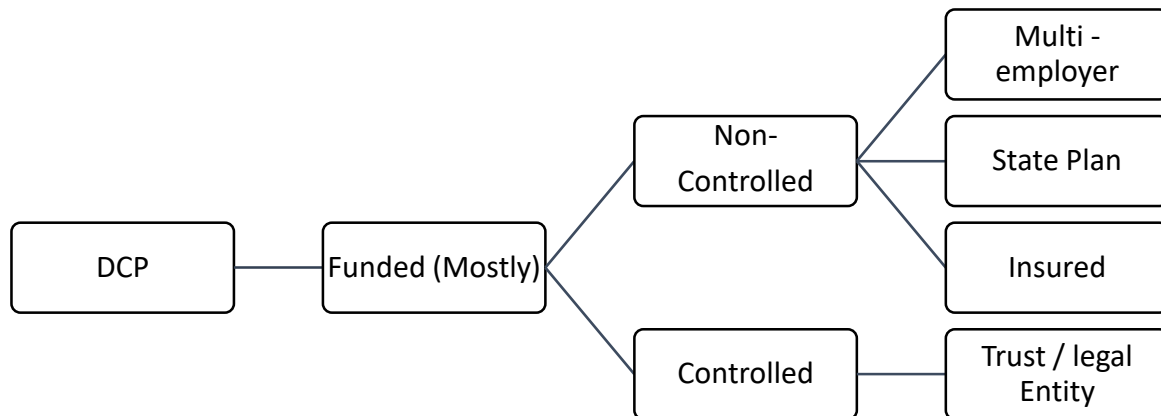 DCP
Funded (Mostly)
Non-
Controlled
Controlled
Multi -
employer
State Plan
Insured
Trust / legal
Entity